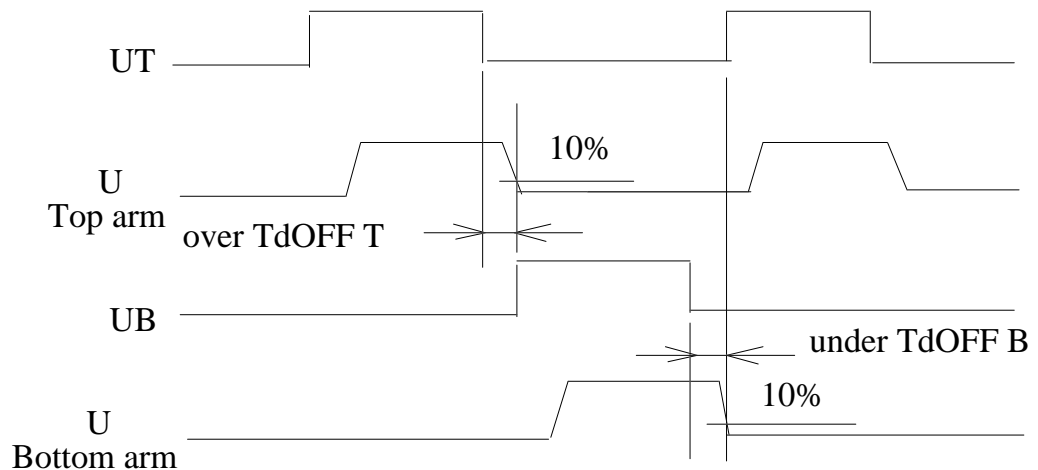 UT
10%
U
Top arm
over TdOFF T
UB
under TdOFF B
10%
U
Bottom arm